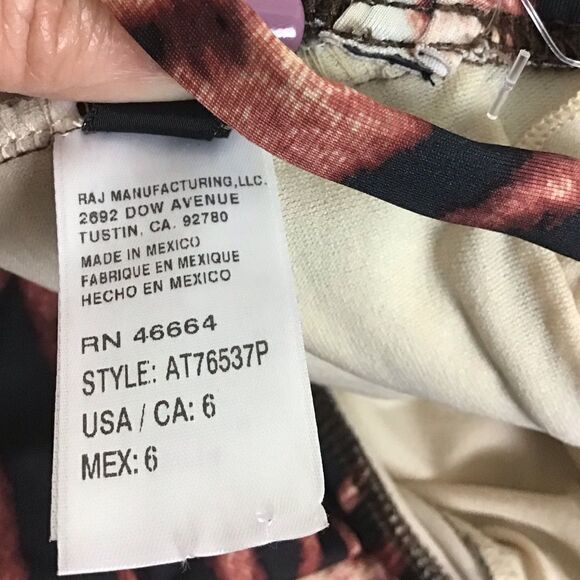 RAJ MANUFACTURING,LLC.
2692 DOW AVENUE
TUSTIN, CA. 92780
MADE IN MEXICO
FABRIQUE EN MEXIQUE
HECHO EN MEXICO
RN 46664
STYLE: AT76537P
USA / CA: 6
MEX: 6